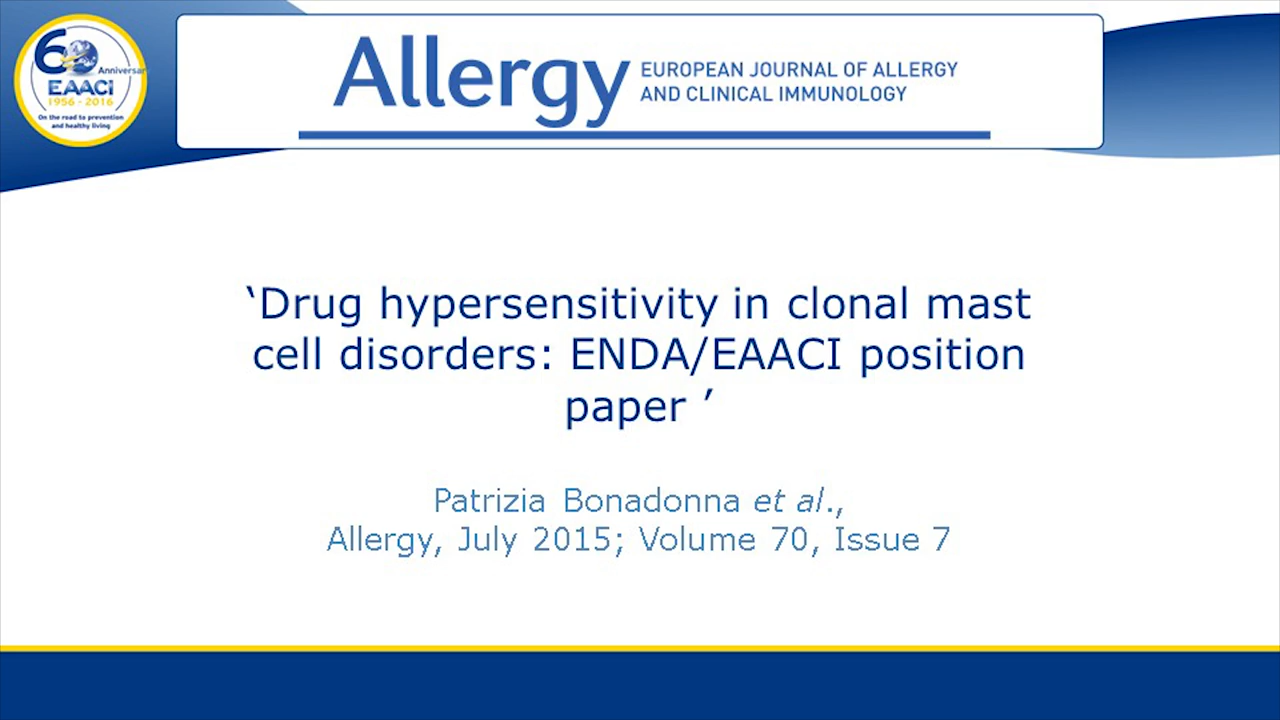 60
Anniversar
EAACI
1956 - 2016
On the road to prevention
and healthy living
Allergy
EUROPEAN JOURNAL OF ALLERGY
AND CLINICAL IMMUNOLOGY
‘Drug hypersensitivity in clonal mast
cell disorders: ENDA/EAACI position
paper ’
Patrizia Bonadonna et al.,
Allergy, July 2015; Volume 70, Issue 7